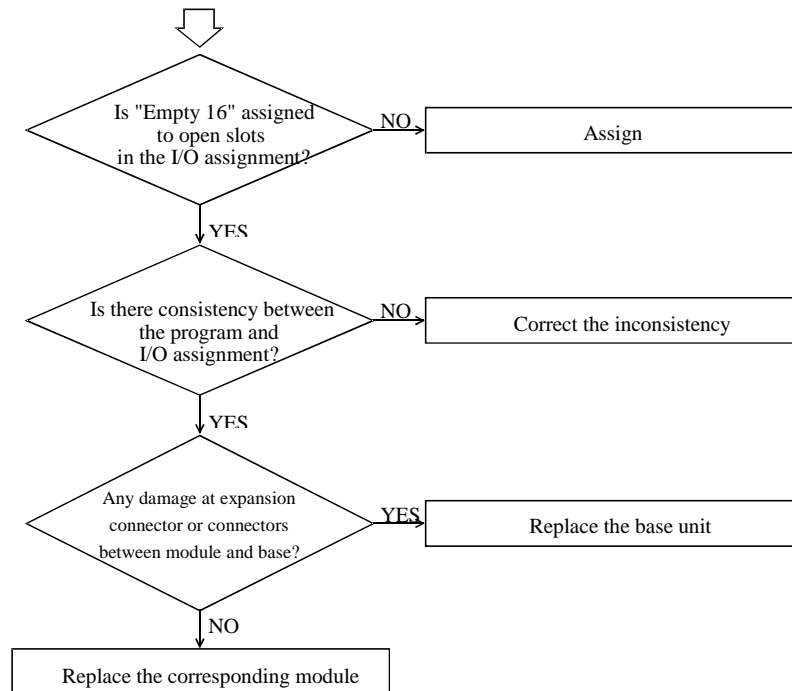 Is "Empty 16" assigned
to open slots
in the I/O assignment?
NO
Assign
YES
Is there consistency between
the program and
I/O assignment?
NO
Correct the inconsistency
YES
Any damage at expansion
connector or connectors
between module and base?
YES
Replace the base unit
NO
Replace the corresponding module